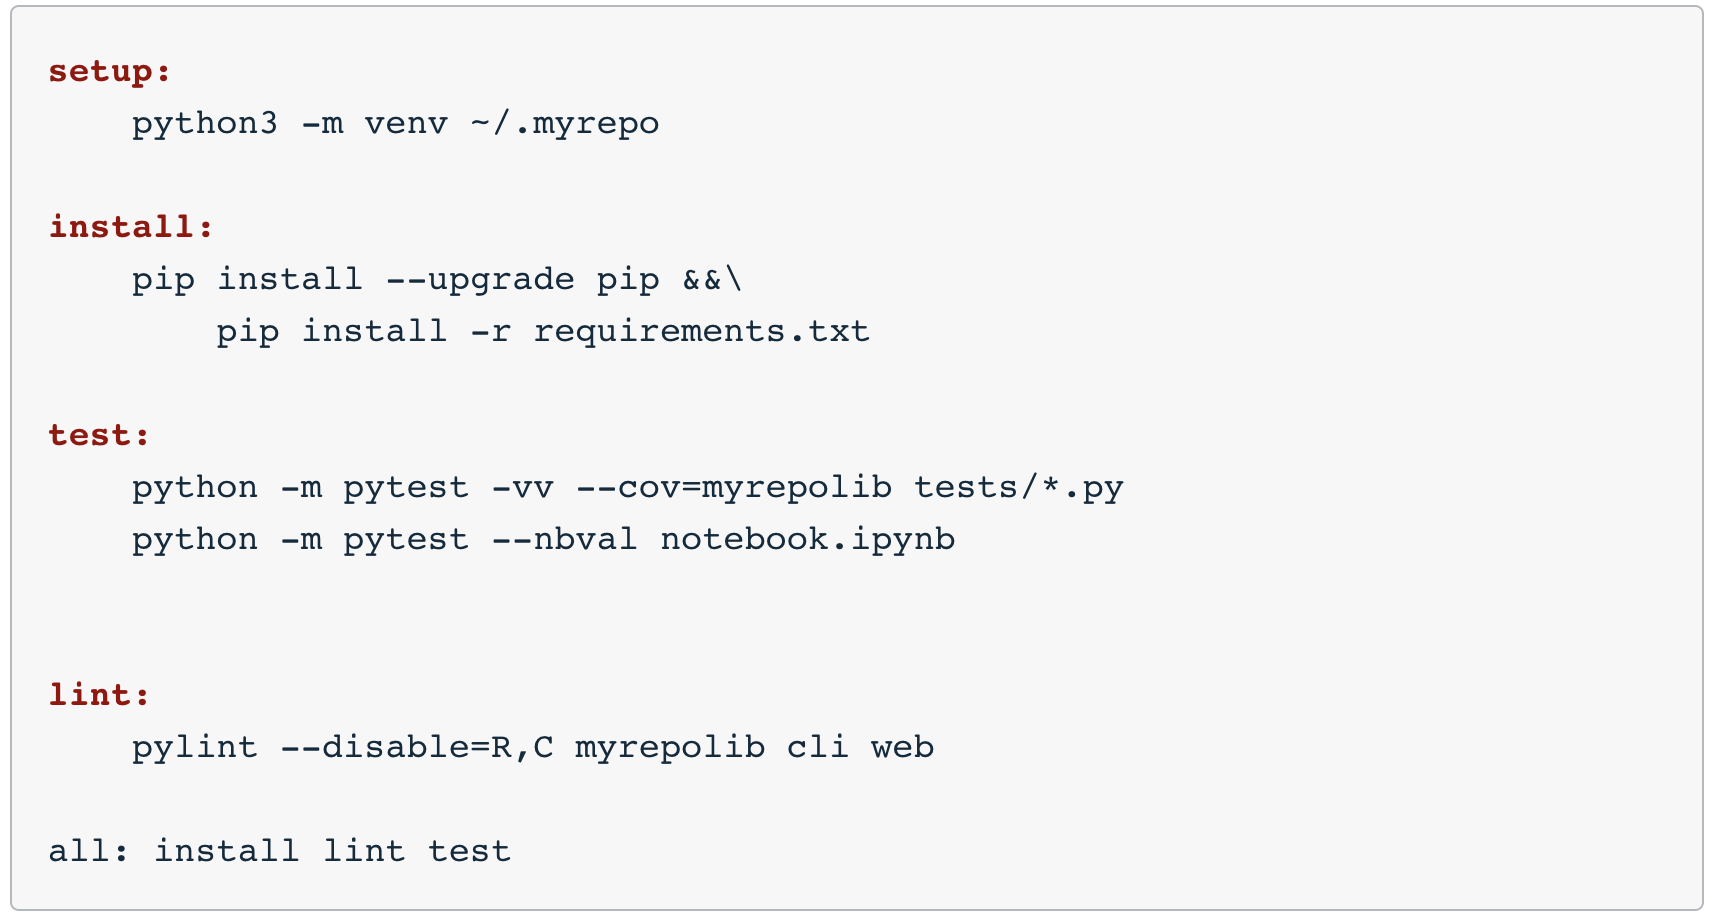 setup:
    python3 -m venv ~/.myrepo
install:
    pip install --upgrade pip &&\
        pip install -r requirements.txt
test:
    python -m pytest -vv --cov=myrepolib tests/*.py
    python -m pytest --nbval notebook.ipynb
lint:
    pylint --disable=R,C myrepolib cli web
all: install lint test